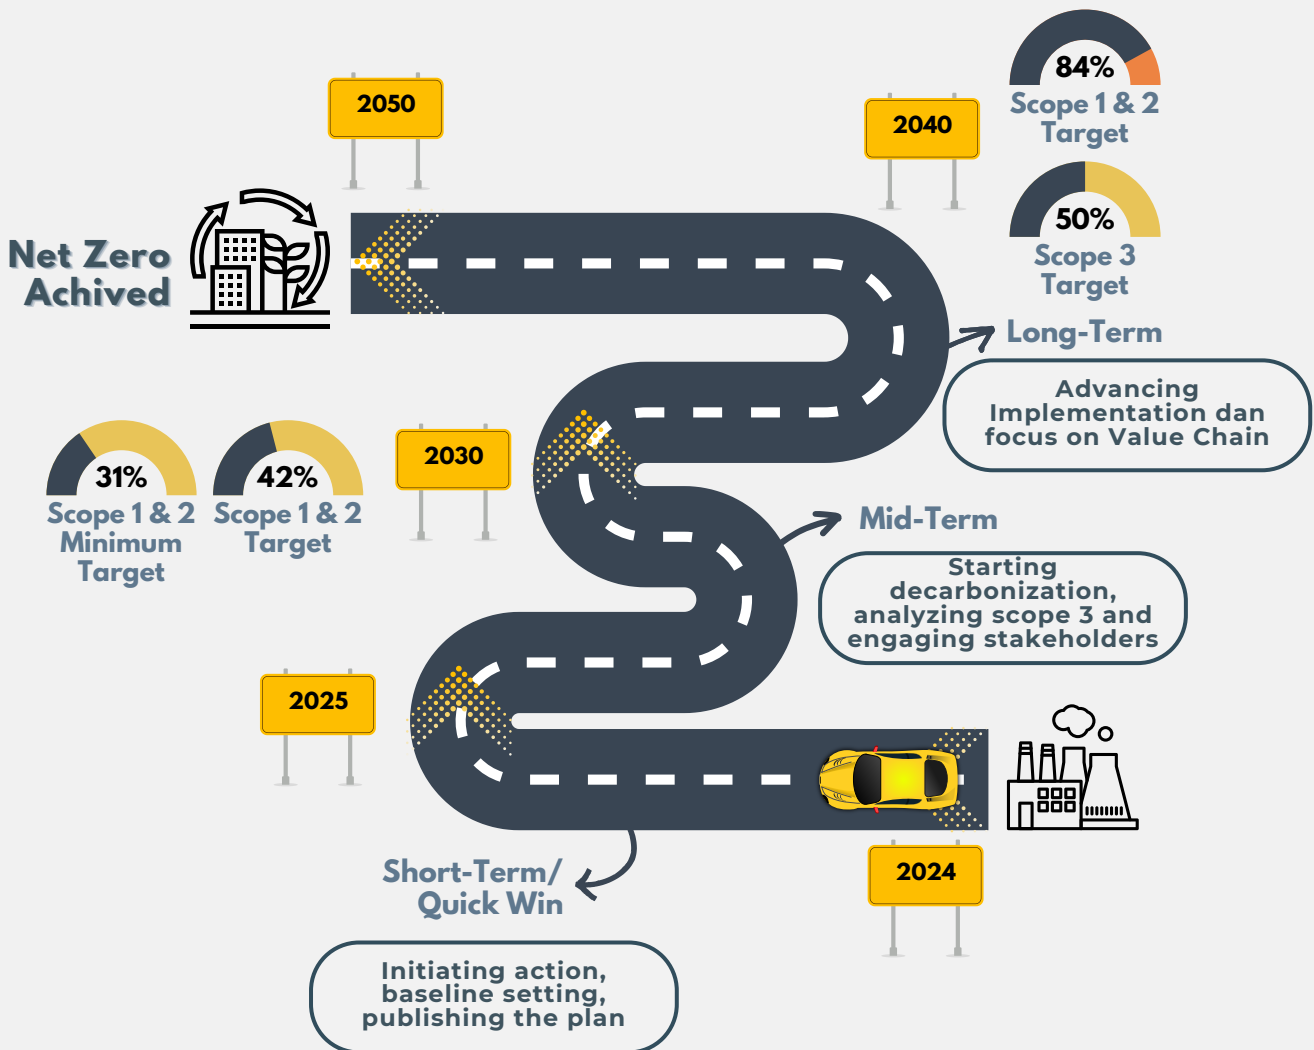 2050
2040
84%
Scope 1 & 2
Target
50%
Scope 3
Target
Net Zero
Achived
Long-Term
Advancing
Implementation dan
focus on Value Chain
31%
Scope 1 & 2
Minimum
Target
42%
Scope 1 & 2
Target
2030
Mid-Term
Starting
decarbonization,
analyzing scope 3 and
engaging stakeholders
2025
2024
Short-Term/
Quick Win
Initiating action,
baseline setting,
publishing the plan